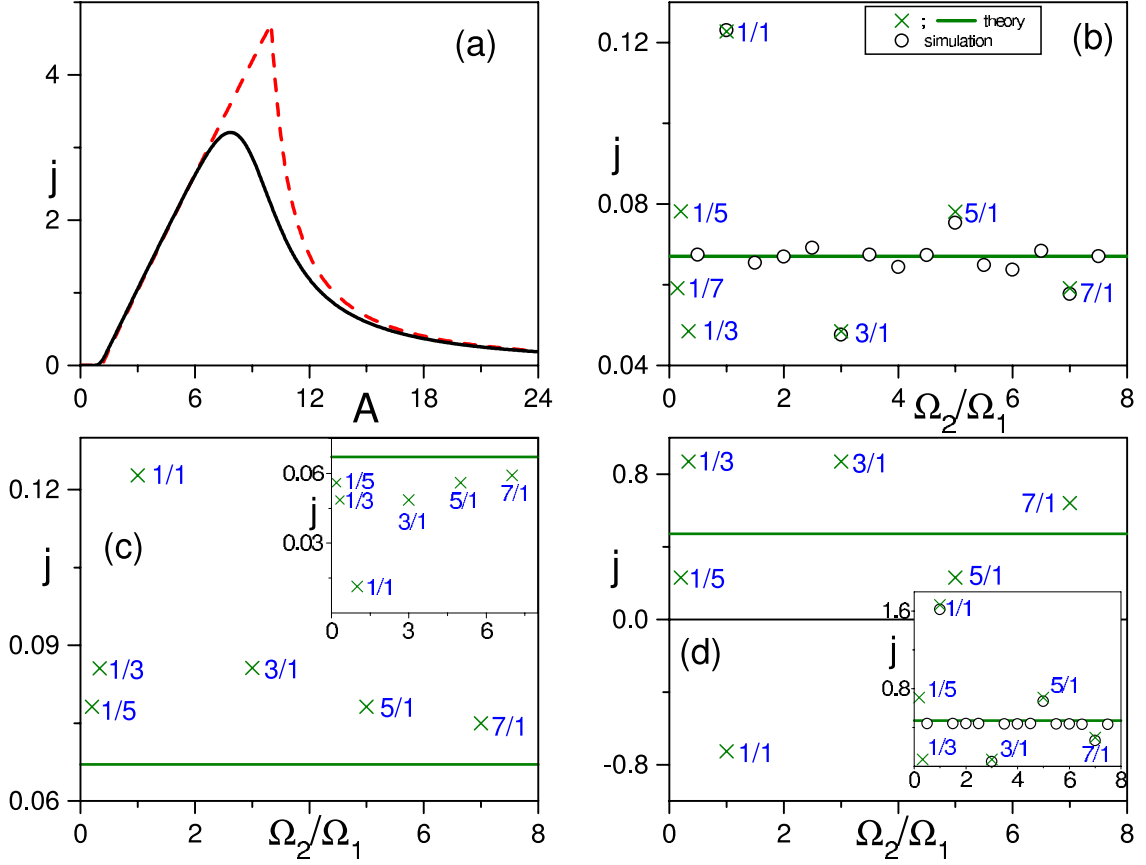 (a)
j
4
2
0
0 6 12 18 24
A
(b)
× ; — theory
○ simulation
j
0.12
0.08
0.04
1/1
1/5
5/1
1/7
7/1
1/3
3/1
0 2 4 6 8
Ω2/Ω1
(c)
j
0.12
0.09
0.06
1/1
1/3
3/1
1/5
5/1
7/1
0 2 4 6 8
Ω2/Ω1
j
0.06
0.03
1/5
1/3
3/1
5/1
7/1
1/1
0 3 6
(d)
j
0.8
0.0
-0.8
1/3
3/1
7/1
1/5
5/1
1/1
0 2 4 6 8
Ω2/Ω1
j
1.6
0.8
1/1
1/5
5/1
1/3
3/1
7/1
0 2 4 6 8